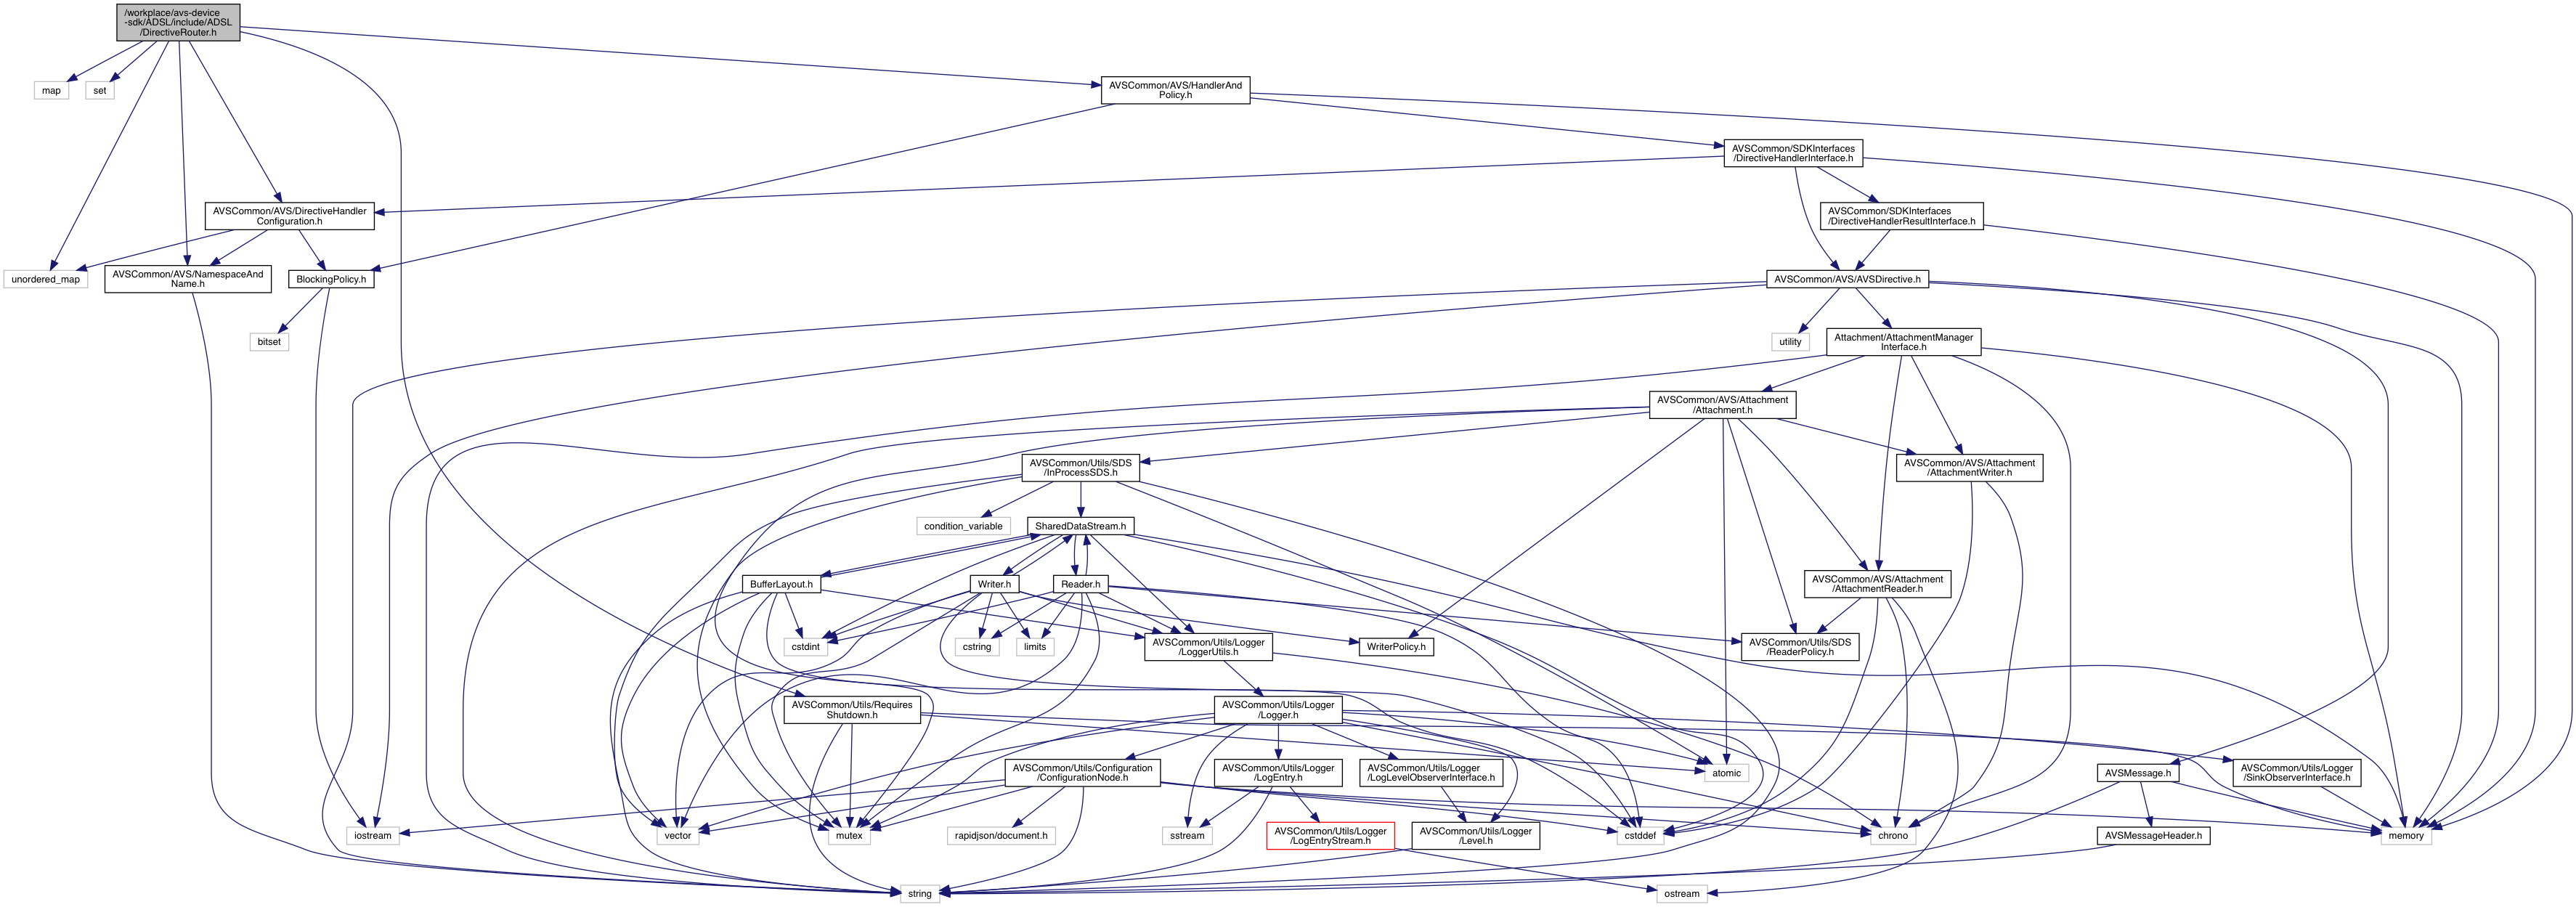 /workplace/avs-device
-sdk/ADSL/include/ADSL
/DirectiveRouter.h
map
set
AVSCommon/AVS/HandlerAnd
Policy.h
AVSCommon/SDKInterfaces
/DirectiveHandlerInterface.h
AVSCommon/AVS/DirectiveHandler
Configuration.h
AVSCommon/SDKInterfaces
/DirectiveHandlerResultInterface.h
unordered_map
AVSCommon/AVS/NamespaceAnd
Name.h
BlockingPolicy.h
AVSCommon/AVS/AVSDirective.h
bitset
utility
Attachment/AttachmentManager
Interface.h
AVSCommon/AVS/Attachment
/Attachment.h
AVSCommon/Utils/SDS
/InProcessSDS.h
AVSCommon/AVS/Attachment
/AttachmentWriter.h
condition_variable
SharedDataStream.h
BufferLayout.h
Writer.h
Reader.h
AVSCommon/AVS/Attachment
/AttachmentReader.h
cstdint
cstring
limits
AVSCommon/Utils/Logger
/LoggerUtils.h
WriterPolicy.h
AVSCommon/Utils/SDS
/ReaderPolicy.h
AVSCommon/Utils/Requires
Shutdown.h
AVSCommon/Utils/Logger
/Logger.h
AVSCommon/Utils/Configuration
/ConfigurationNode.h
AVSCommon/Utils/Logger
/LogEntry.h
AVSCommon/Utils/Logger
/LogLevelObserverInterface.h
atomic
AVSMessage.h
AVSCommon/Utils/Logger
/SinkObserverInterface.h
iostream
vector
mutex
rapidjson/document.h
sstream
AVSCommon/Utils/Logger
/LogEntryStream.h
AVSCommon/Utils/Logger
/Level.h
cstddef
chrono
AVSMessageHeader.h
memory
string
ostream